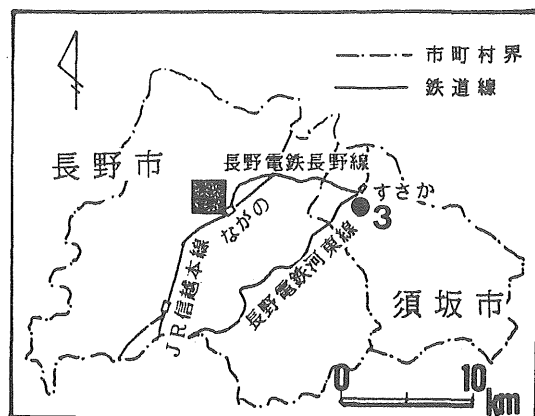 市町村界
鉄道線
長野市
長野電鉄長野線
すさか
3
ながの
長野電鉄河東線
JR信越本線
須坂市
0 10
km